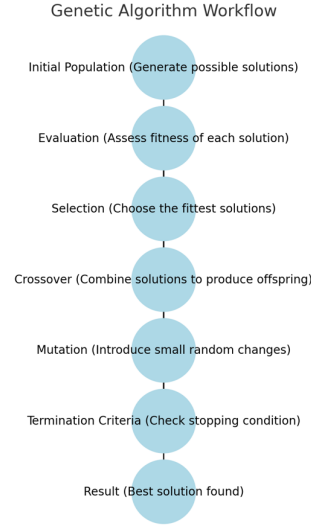 Genetic Algorithm Workflow
Initial Population (Generate possible solutions)
Evaluation (Assess fitness of each solution)
Selection (Choose the fittest solutions)
Crossover (Combine solutions to produce offspring)
Mutation (Introduce small random changes)
Termination Criteria (Check stopping condition)
Result (Best solution found)